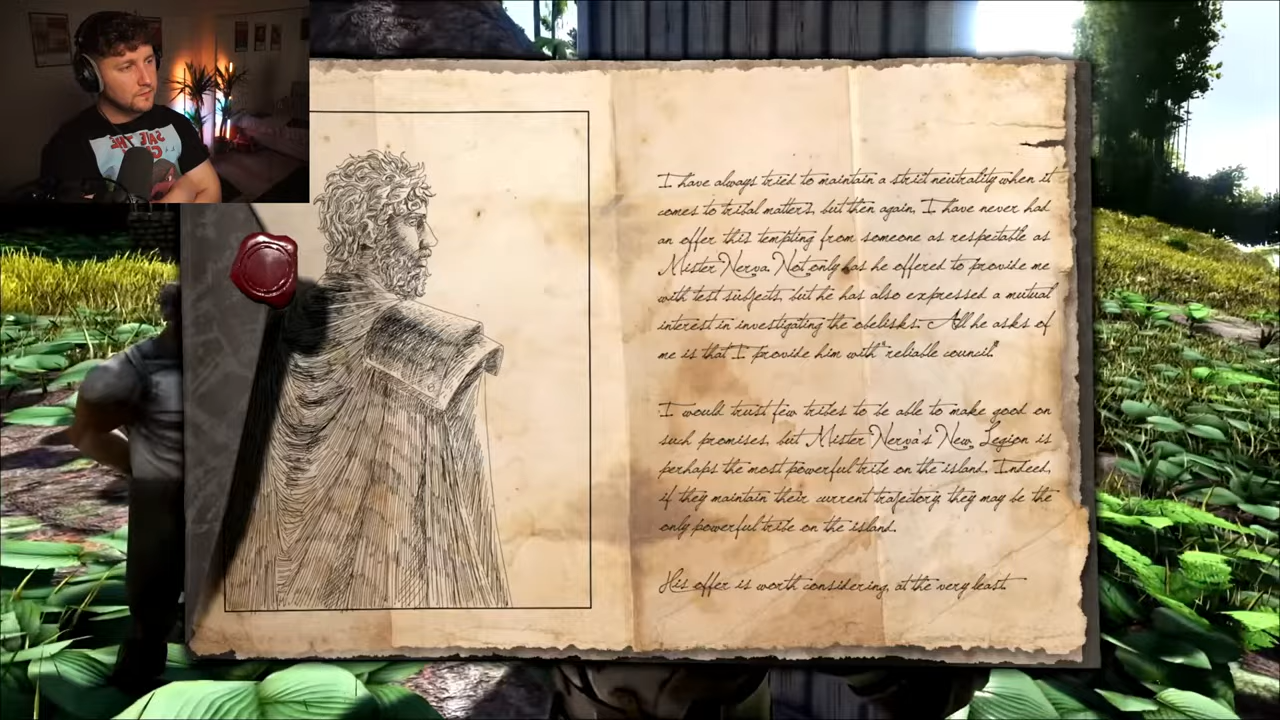 SAVE THE
I have always tried to maintain a strict neutrality when it
comes to tribal matters, but then again, I have never had
an offer this tempting from someone as respectable as
Mister Nerva. Not only has he offered to provide me
with test subjects, but he has also expressed a mutual
interest in investigating the obelisks. All he asks of
me is that I provide him with "reliable council."
I would trust few tribes to be able to make good on
such promises, but Mister Nerva's New Legion is
perhaps the most powerful tribe on the island. Indeed,
if they maintain their current trajectory, they may be the
only powerful tribe on the island.
His offer is worth considering, at the very least.